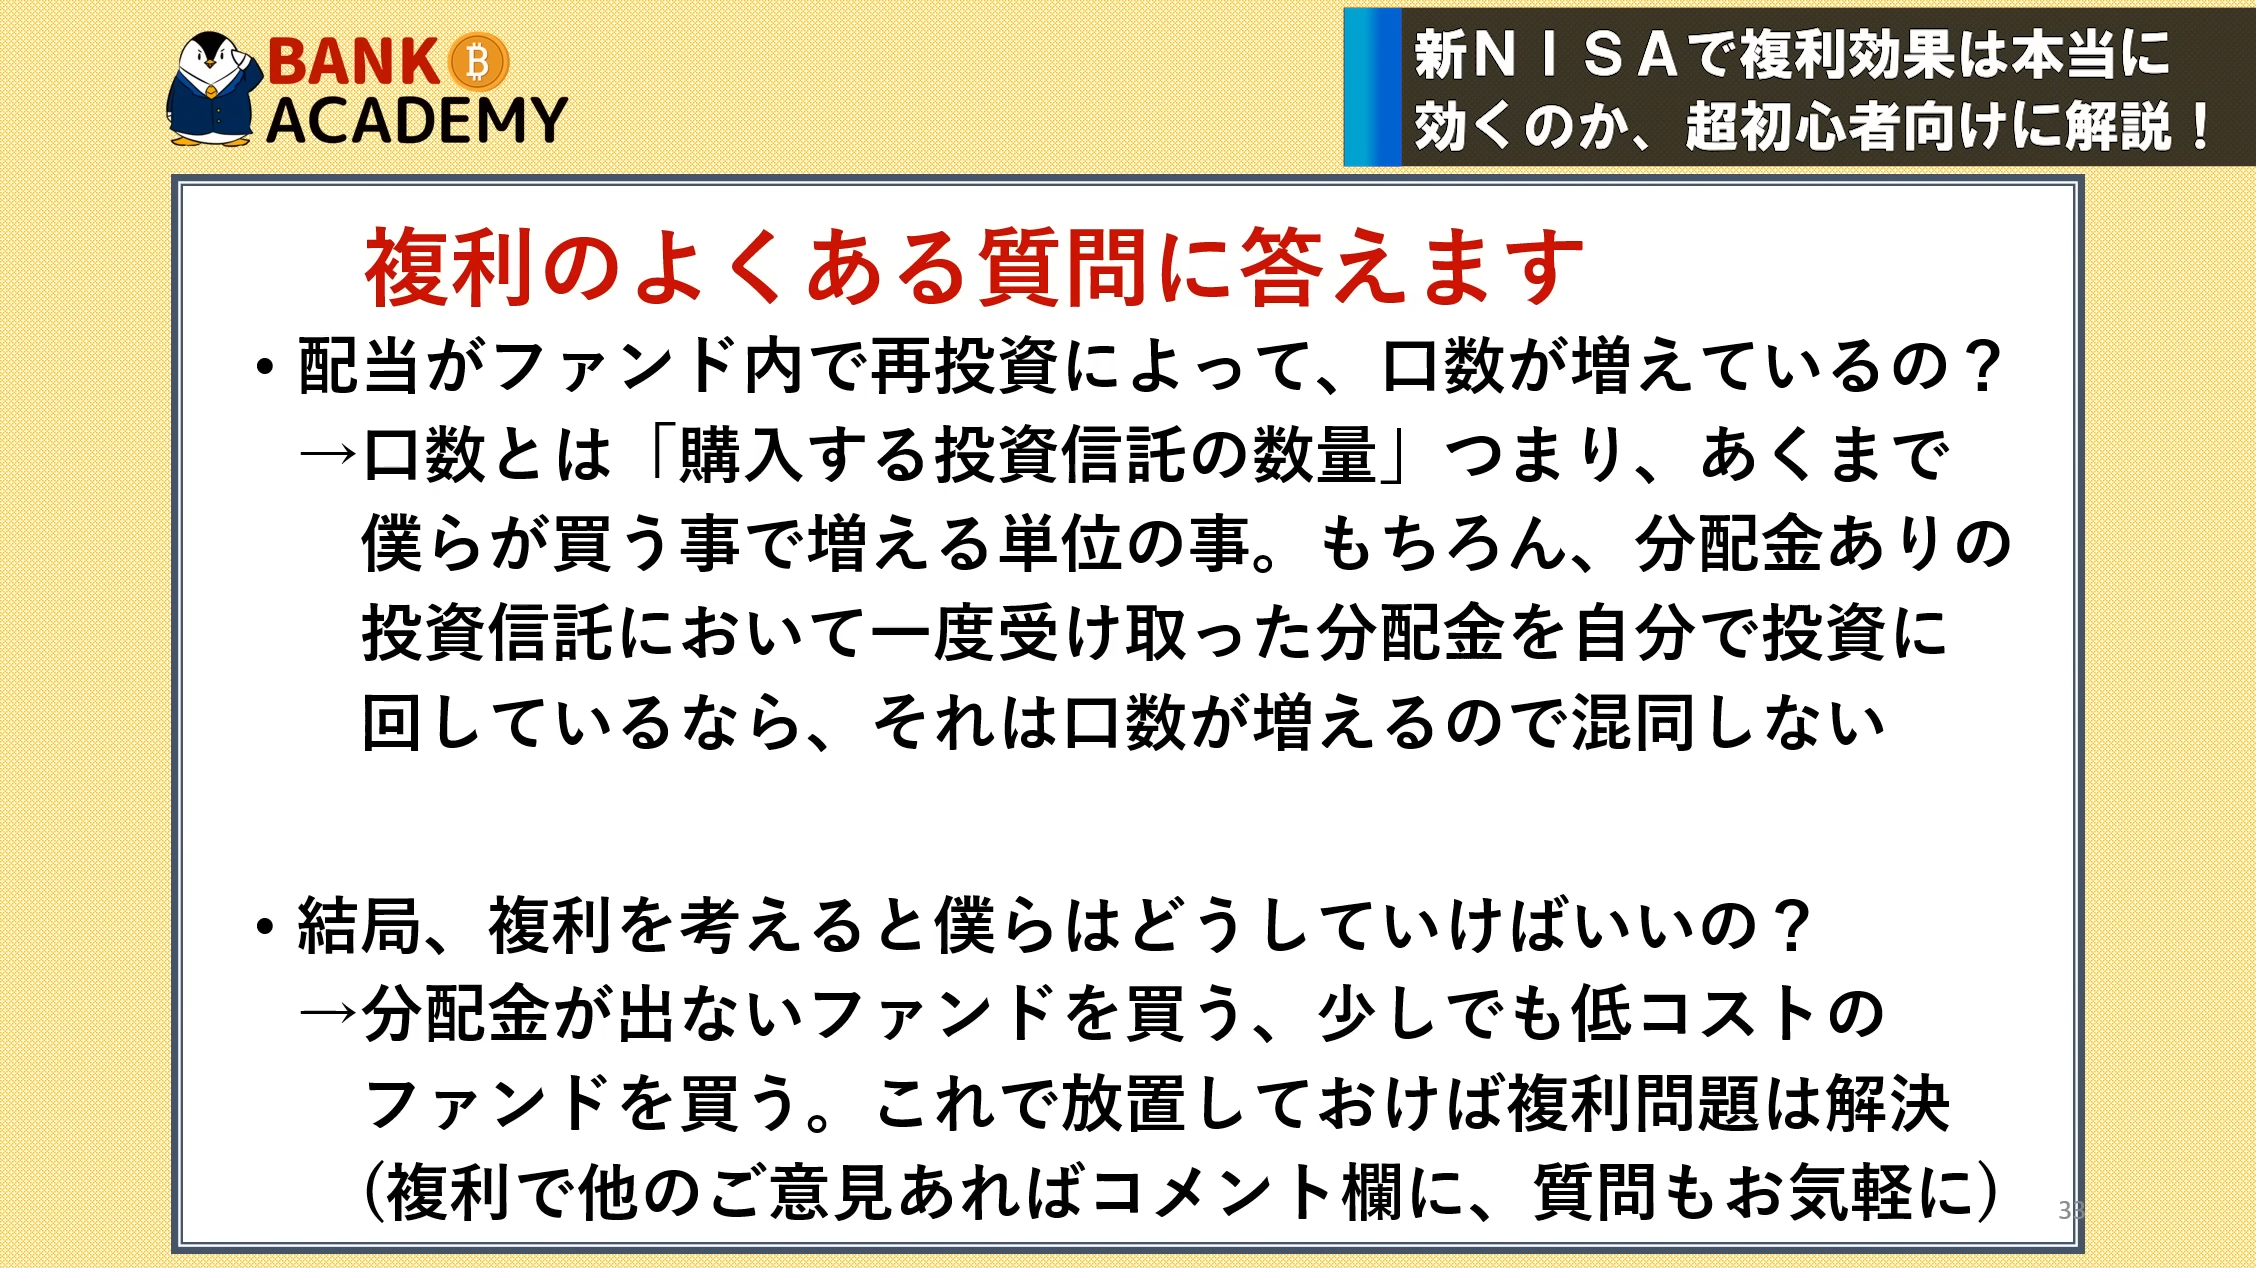 BANK
ACADEMY
新ＮＩＳＡで複利効果は本当に
効くのか、超初心者向けに解説！
複利のよくある質問に答えます
・配当がファンド内で再投資によって、口数が増えているの？
→口数とは「購入する投資信託の数量」つまり、あくまで
僕らが買う事で増える単位の事。もちろん、分配金ありの
投資信託において一度受け取った分配金を自分で投資に
回しているなら、それは口数が増えるので混同しない
・結局、複利を考えると僕らはどうしていけばいいの？
→分配金が出ないファンドを買う、少しでも低コストの
ファンドを買う。これで放置しておけば複利問題は解決
（複利で他のご意見あればコメント欄に、質問もお気軽に）